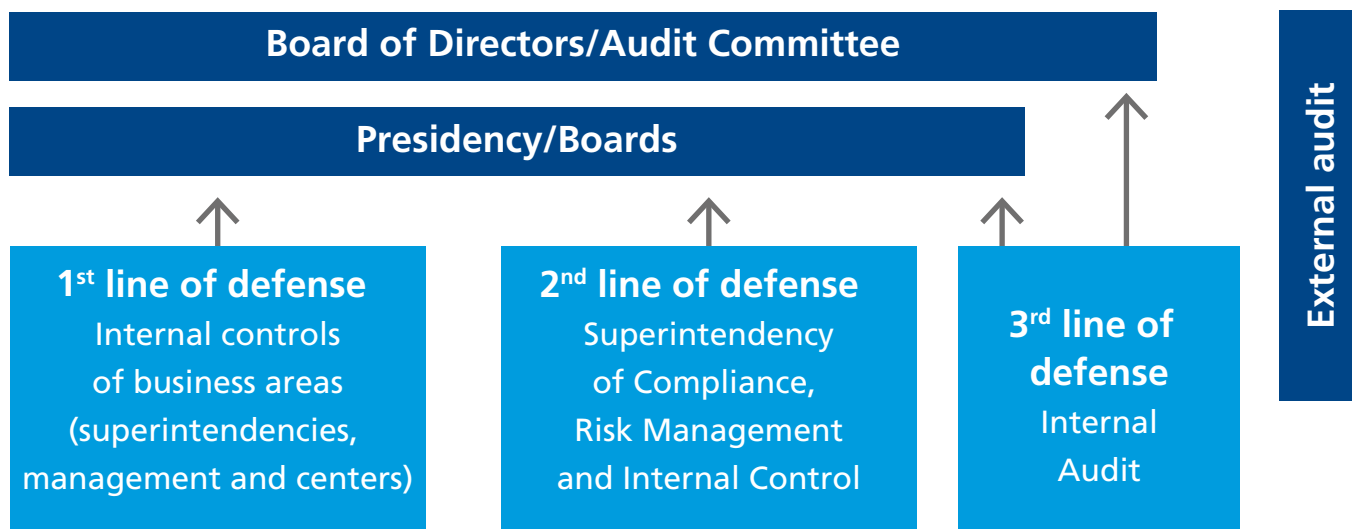 Board of Directors/Audit Committee
Presidency/Boards
1st line of defense
Internal controls
of business areas
(superintendencies,
management and centers)
2nd line of defense
Superintendency
of Compliance,
Risk Management
and Internal Control
3rd line of
defense
Internal
Audit
External audit